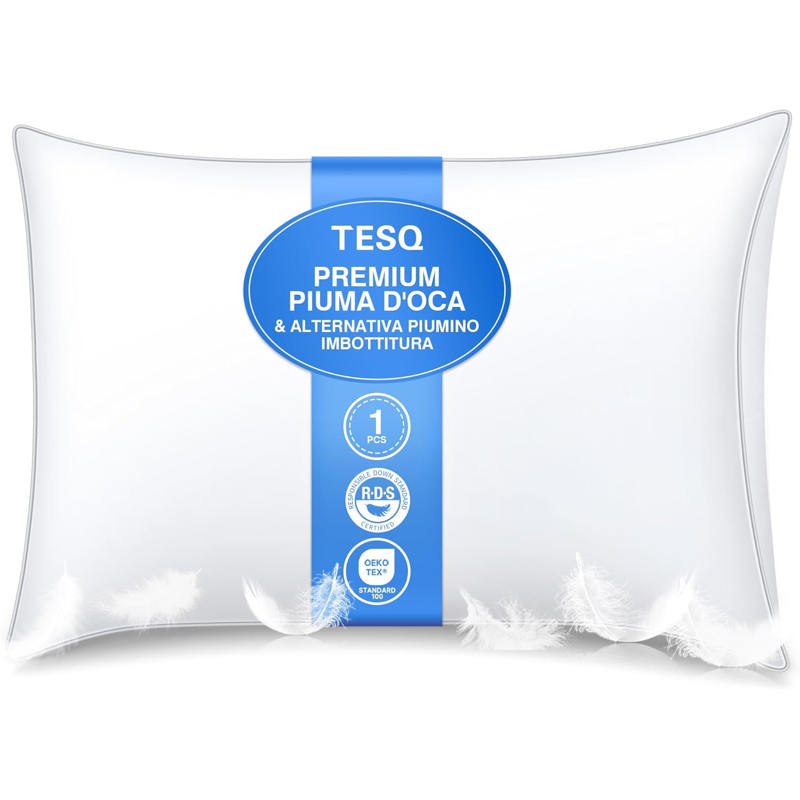 TESQ
PREMIUM
PIUMA D'OCA
& ALTERNATIVA PIUMINO
IMBOTTITURA
1
PCS
RESPONSIBLE DOWN STANDARD
R·D·S
CERTIFIED
OEKO
TEX®
STANDARD
100